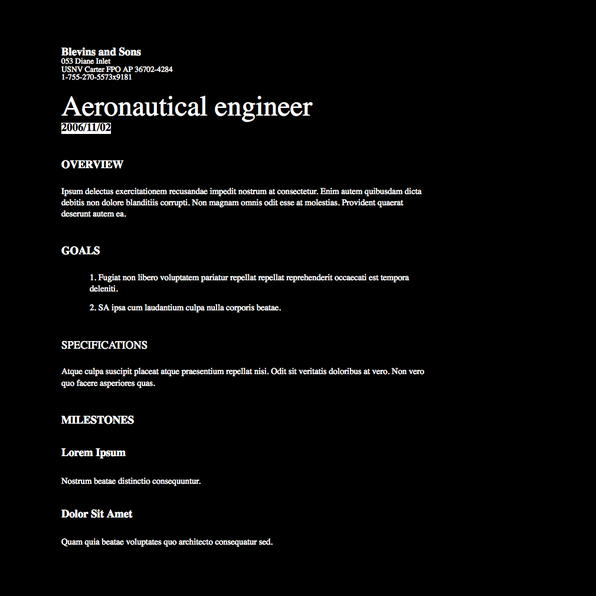 Blevins and Sons
053 Diane Inlet
USNV Carter FPO AP 36702-4284
1-755-270-5573x9181
Aeronautical engineer
2006/11/02
OVERVIEW
Ipsum delectus exercitationem recusandae impedit nostrum at consectetur. Enim autem quibusdam dicta
debitis non dolore blanditiis corrupti. Non magnam omnis odit esse at molestias. Provident quaerat
deserunt autem ea.
GOALS
1. Fugiat non libero voluptatem pariatur repellat repellat reprehenderit occaecati est tempora
deleniti.
2. SA ipsa cum laudantium culpa nulla corporis beatae.
SPECIFICATIONS
Atque culpa suscipit placeat atque praesentium repellat nisi. Odit sit veritatis doloribus at vero. Non vero
quo facere asperiores quas.
MILESTONES
Lorem Ipsum
Nostrum beatae distinctio consequuntur.
Dolor Sit Amet
Quam quia beatae voluptates quo architecto consequatur sed.